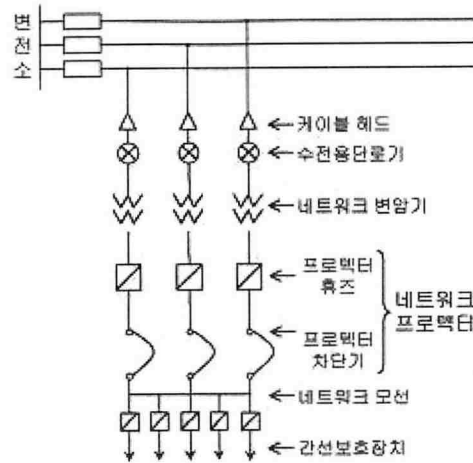 변
전
소
케이블 헤드
수전용단로기
네트워크 변압기
프로텍터
휴즈
네트워크
프로텍터
프로텍터
차단기
네트워크 모선
간선보호장치